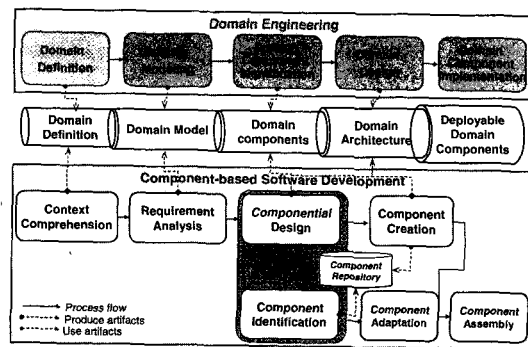 Domain Engineering
Domain
Definition
Domain
Definition
Domain Model
Domain
components
Domain
Architecture
Deployable
Domain
Components
Component-based Software Development
Context
Comprehension
Requirement
Analysis
Componential
Design
Component
Creation
Component
Repository
Component
Identification
Component
Adaptation
Component
Assembly
Process flow
Produce artifacts
Use artifacts